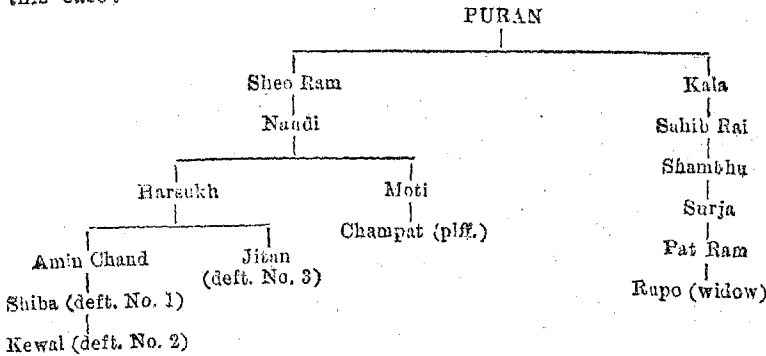 this case:
PURAN
Sheo Ram
Kala
Nandi
Sahib Rai
Shambhu
Harsukh
Moti
Surja
Champat (plff.)
Amin Chand
Jitan
Pat Ram
(deft. No. 3)
Shiba (deft. No. 1)
Rupo (widow)
Kewal (deft. No. 2)